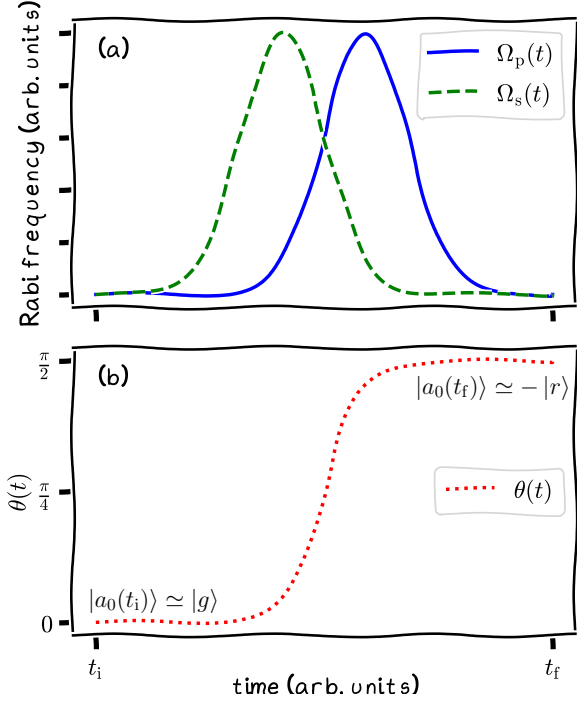 (a)
Ωp(t)
Ωs(t)
Rabi frequency (arb. units)
(b)
π/2
|a0(tf)⟩ ≃ − |r⟩
π/4
θ(t)
θ(t)
|a0(ti)⟩ ≃ |g⟩
0
ti
tf
time (arb. units)